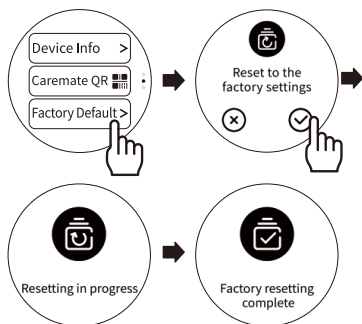 Device Info >
Caremate QR
Factory Default >
Reset to the
factory settings
Resetting in progress
Factory resetting
complete